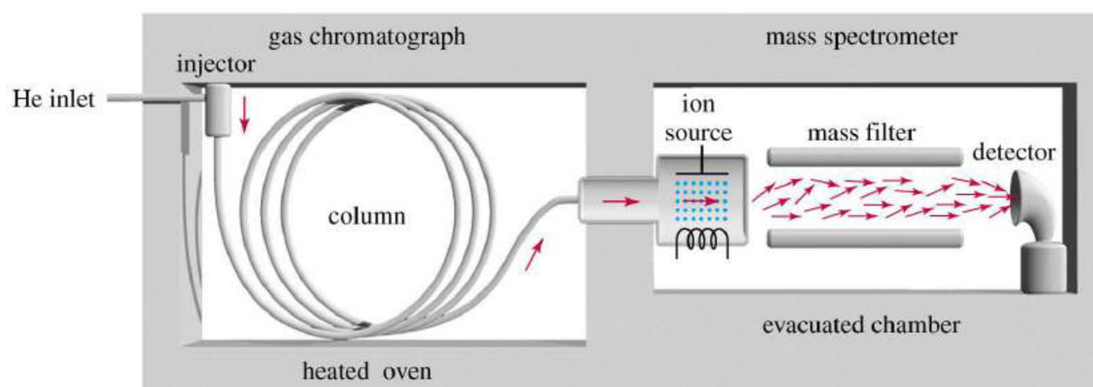 gas chromatograph
mass spectrometer
injector
He inlet
ion
source
mass filter
detector
column
evacuated chamber
heated oven